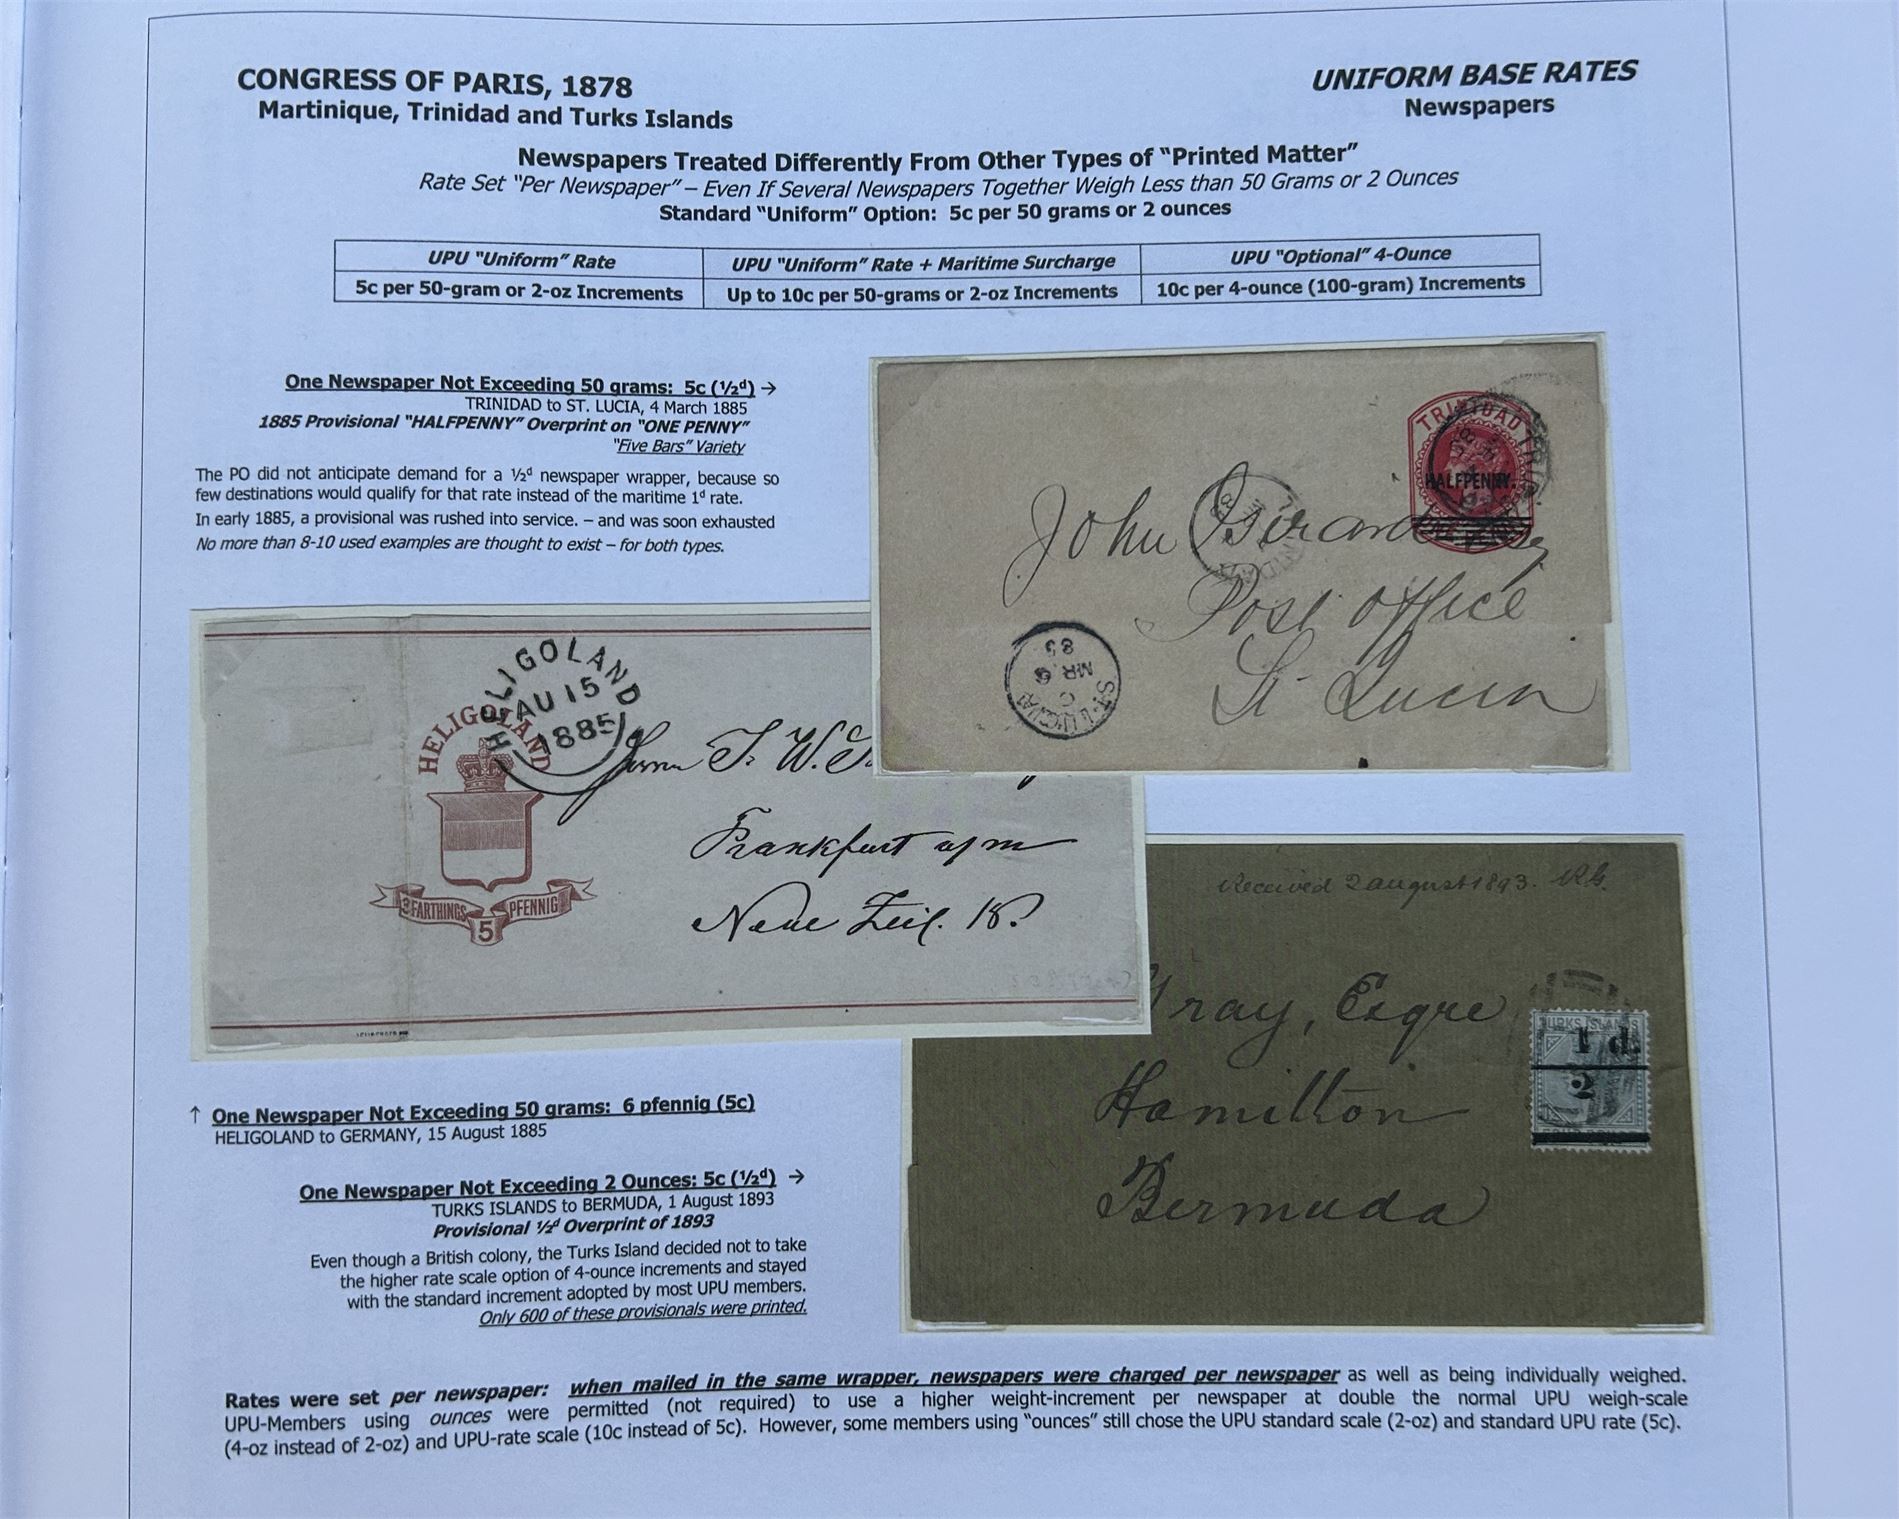 CONGRESS OF PARIS, 1878
Martinique, Trinidad and Turks Islands
UNIFORM BASE RATES
Newspapers
Newspapers Treated Differently From Other Types of "Printed Matter"
Rate Set "Per Newspaper" – Even If Several Newspapers Together Weigh Less than 50 Grams or 2 Ounces
Standard "Uniform" Option: 5c per 50 grams or 2 ounces
UPU "Uniform" Rate
UPU "Uniform" Rate + Maritime Surcharge
UPU "Optional" 4-Ounce
5c per 50-gram or 2-oz Increments
Up to 10c per 50-grams or 2-oz Increments
10c per 4-ounce (100-gram) Increments
One Newspaper Not Exceeding 50 grams: 5c (½d) →
TRINIDAD to ST. LUCIA, 4 March 1885
1885 Provisional "HALFPENNY" Overprint on "ONE PENNY"
"Five Bars" Variety
The PO did not anticipate demand for a ½d newspaper wrapper, because so
few destinations would qualify for that rate instead of the maritime 1d rate.
In early 1885, a provisional was rushed into service. – and was soon exhausted
No more than 8-10 used examples are thought to exist – for both types.
TRINIDAD
HALFPENNY.
John Esq
Post Office
St. Lucia
ST. LUCIA
C
MR 6
85
HELIGOLAND
AU 15
1885
HELIGOLAND
3 FARTHINGS 5 PFENNIG
Herrn J. W.
Frankfurt a/m
Neue Zeil. 18.
Received 2 august 1893. R.G.
Gray, Esqre
Hamilton
Bermuda
TURKS ISLANDS
1 d.
2
↑ One Newspaper Not Exceeding 50 grams: 6 pfennig (5c)
HELIGOLAND to GERMANY, 15 August 1885
One Newspaper Not Exceeding 2 Ounces: 5c (½d) →
TURKS ISLANDS to BERMUDA, 1 August 1893
Provisional ½d Overprint of 1893
Even though a British colony, the Turks Island decided not to take
the higher rate scale option of 4-ounce increments and stayed
with the standard increment adopted by most UPU members.
Only 600 of these provisionals were printed.
Rates were set per newspaper: when mailed in the same wrapper, newspapers were charged per newspaper as well as being individually weighed.
UPU-Members using ounces were permitted (not required) to use a higher weight-increment per newspaper at double the normal UPU weigh-scale
(4-oz instead of 2-oz) and UPU-rate scale (10c instead of 5c). However, some members using "ounces" still chose the UPU standard scale (2-oz) and standard UPU rate (5c).